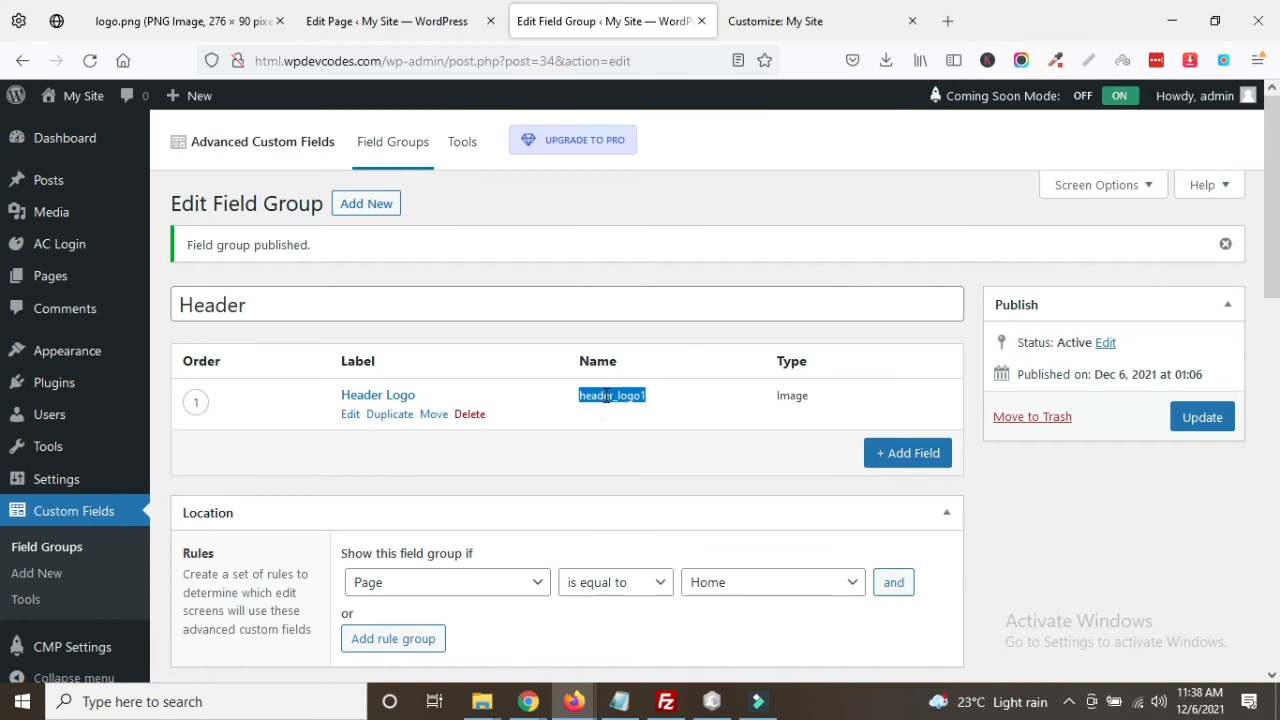 logo.png (PNG Image, 276 × 90 pixe
Edit Page ‹ My Site — WordPress
Edit Field Group ‹ My Site — WordPr
Customize: My Site
html.wpdevcodes.com/wp-admin/post.php?post=34&action=edit
My Site
0
New
Coming Soon Mode: OFF ON
Howdy, admin
Dashboard
Posts
Media
AC Login
Pages
Comments
Appearance
Plugins
Users
Tools
Settings
Custom Fields
Field Groups
Add New
Tools
CMP Settings
Collapse menu
Advanced Custom Fields
Field Groups
Tools
UPGRADE TO PRO
Screen Options
Help
Edit Field Group
Add New
Field group published.
Header
Order Label Name Type
1 Header Logo header_logo1 Image
Edit Duplicate Move Delete
+ Add Field
Location
Rules
Create a set of rules to
determine which edit
screens will use these
advanced custom fields
Show this field group if
Page is equal to Home and
or
Add rule group
Publish
Status: Active Edit
Published on: Dec 6, 2021 at 01:06
Move to Trash
Update
Activate Windows
Go to Settings to activate Windows.
Type here to search
23°C Light rain
11:38 AM
12/6/2021